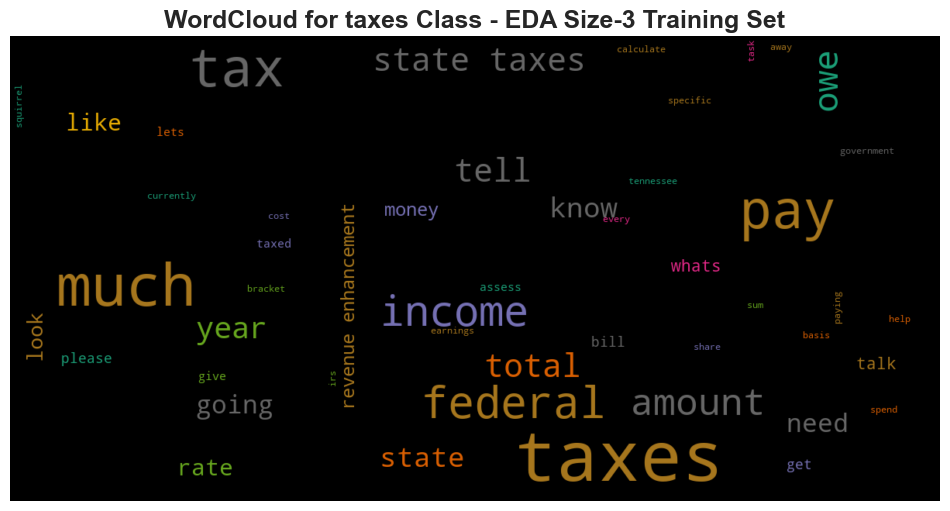 WordCloud for taxes Class - EDA Size-3 Training Set
tax
state taxes
calculate
task
away
owe
squirrel
like
lets
specific
government
tell
tennessee
currently
know
every
pay
money
cost
taxed
revenue enhancement
whats
much
bracket
assess
income
earnings
sum
paying
help
basis
year
look
bill
share
please
total
talk
give
irs
going
federal
amount
spend
need
state
taxes
rate
get